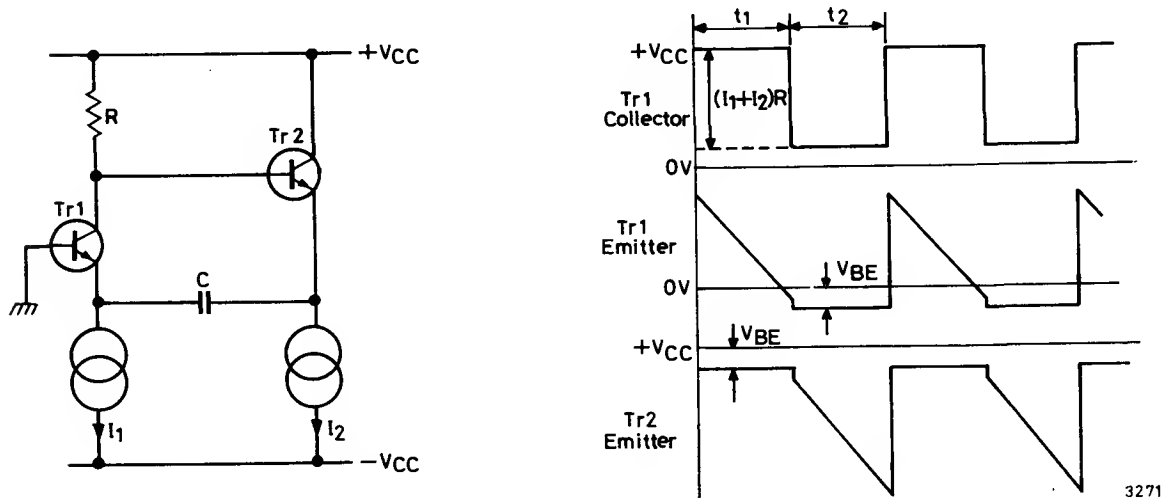 +VCC
R
Tr2
Tr1
C
I1
I2
-VCC
t1
t2
+VCC
Tr1
Collector
(I1+I2)R
0V
Tr1
Emitter
VBE
0V
+VCC
VBE
Tr2
Emitter
3271